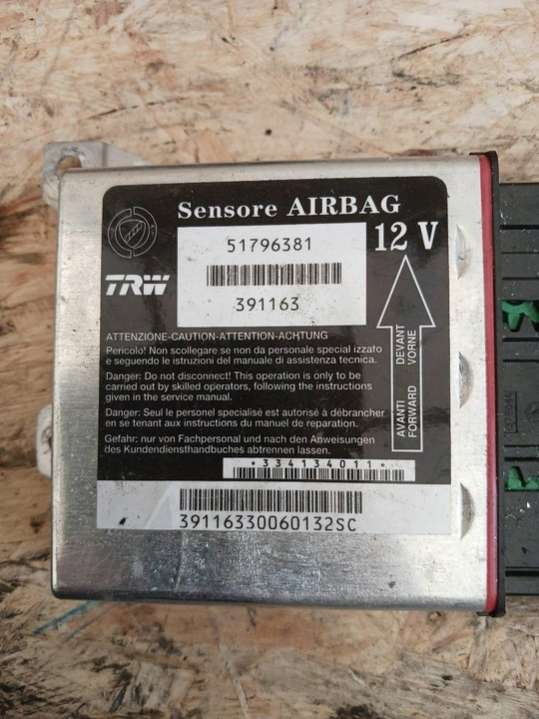 Sensore AIRBAG
51796381
12 V
TRW
391163
DEVANT
VORNE
AVANTI
FORWARD
ATTENZIONE-CAUTION-ATTENTION-ACHTUNG
Pericolo! Non scollegare se non da personale special izzato
e seguendo le istruzioni del manuale di assistenza tecnica.
Danger: Do not disconnect! This operation is only to be
carried out by skilled operators, following the instructions
given in the service manual.
Danger: Seul le personel specialisé est autorisé à débrancher
en se tenant aux instructions du manuel de reparation.
Gefahr: nur von Fachpersonal und nach den Anweisungen
des Kundendiensthandbuches abtrennen lassen.
*334134011*
39116330060132SC